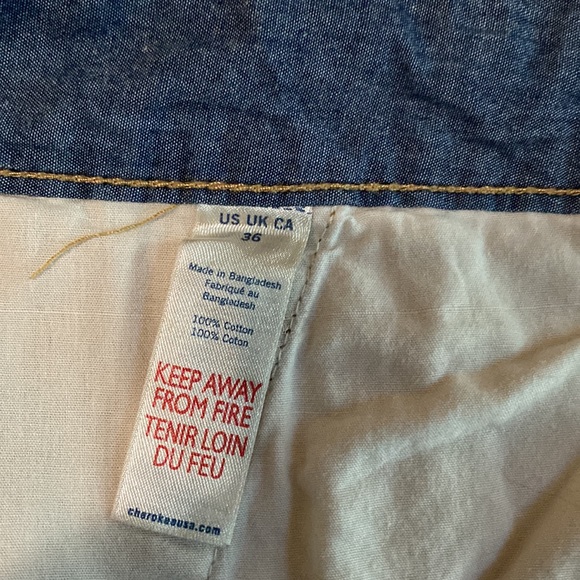 US UK CA
36
Made in Bangladesh
Fabriqué au
Bangladesh
100% Cotton
100% Coton
KEEP AWAY
FROM FIRE
TENIR LOIN
DU FEU
cherokeeusa.com